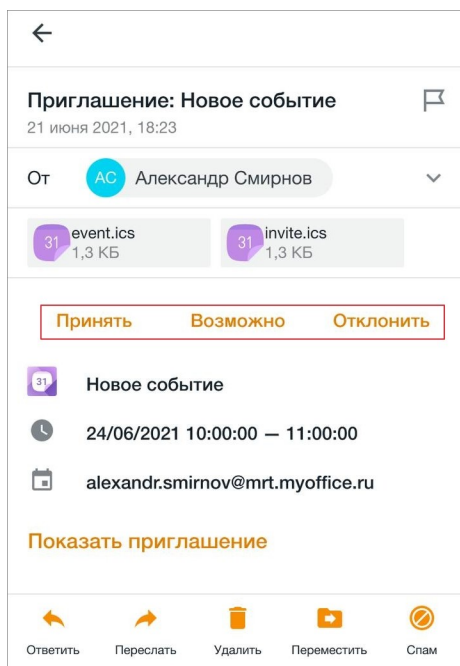 Приглашение: Новое событие
21 июня 2021, 18:23
От АС Александр Смирнов
31 event.ics 31 invite.ics
1,3 КБ 1,3 КБ
Принять Возможно Отклонить
31 Новое событие
24/06/2021 10:00:00 — 11:00:00
alexandr.smirnov@mrt.myoffice.ru
Показать приглашение
Ответить Переслать Удалить Переместить Спам